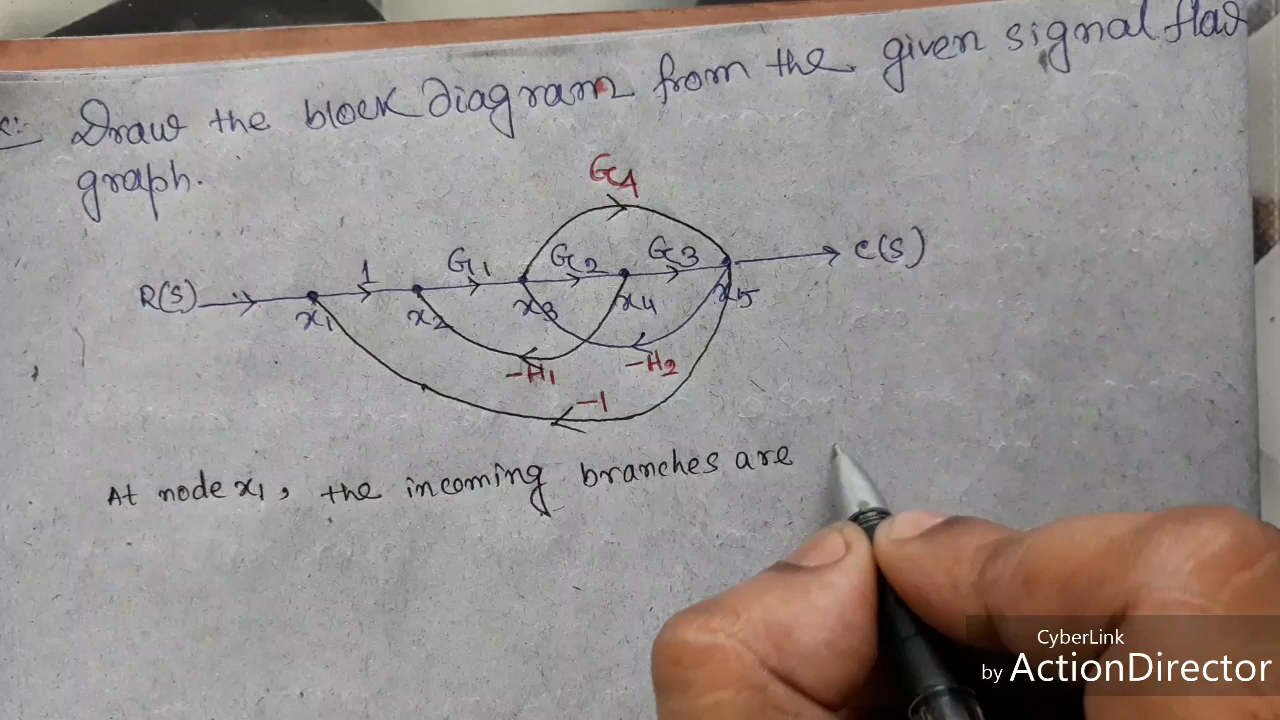 Draw the block diagram from the given signal flow
graph.
G4
R(S) 1 G1 G2 G3 C(S)
x1 x2 x3 x4 x5
-H1 -H2
-1
At node x1, the incoming branches are
CyberLink
by ActionDirector